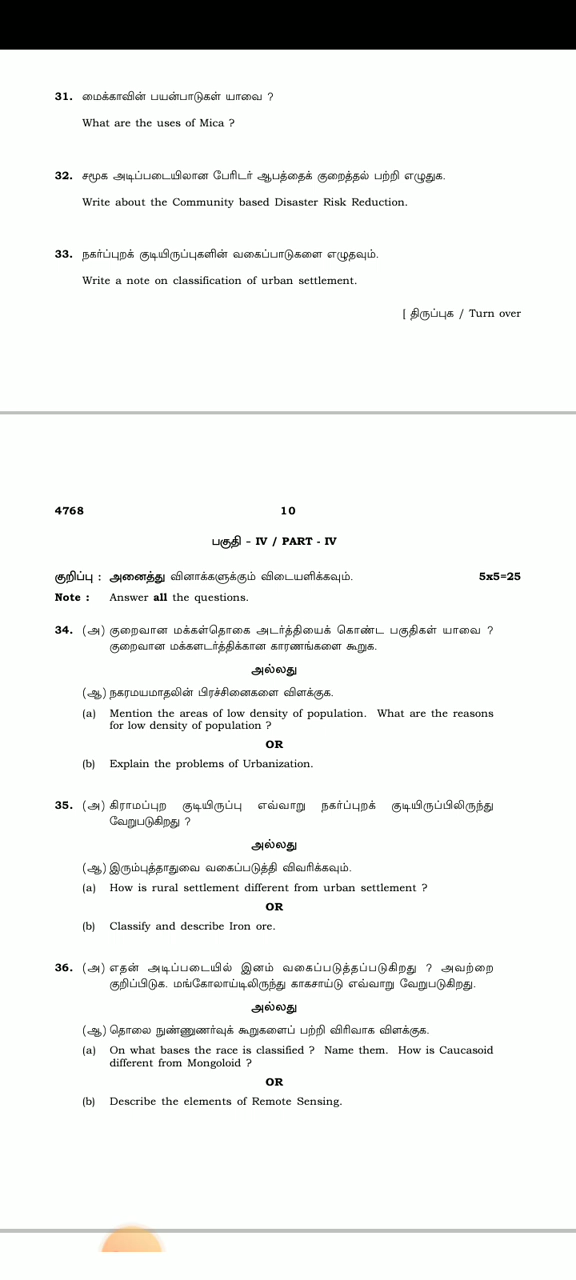 31. மைக்காவின் பயன்பாடுகள் யாவை ?
What are the uses of Mica ?
32. சமூக அடிப்படையிலான பேரிடர் ஆபத்தைக் குறைத்தல் பற்றி எழுதுக.
Write about the Community based Disaster Risk Reduction.
33. நகர்ப்புறக் குடியிருப்புகளின் வகைப்பாடுகளை எழுதவும்.
Write a note on classification of urban settlement.
[ திருப்புக / Turn over
4768 10
பகுதி - IV / PART - IV
குறிப்பு : அனைத்து வினாக்களுக்கும் விடையளிக்கவும். 5x5=25
Note : Answer all the questions.
34. (அ) குறைவான மக்கள்தொகை அடர்த்தியைக் கொண்ட பகுதிகள் யாவை ?
குறைவான மக்களடர்த்திக்கான காரணங்களை கூறுக.
அல்லது
(ஆ) நகரமயமாதலின் பிரச்சினைகளை விளக்குக.
(a) Mention the areas of low density of population. What are the reasons
for low density of population ?
OR
(b) Explain the problems of Urbanization.
35. (அ) கிராமப்புற குடியிருப்பு எவ்வாறு நகர்ப்புறக் குடியிருப்பிலிருந்து
வேறுபடுகிறது ?
அல்லது
(ஆ) இரும்புத்தாதுவை வகைப்படுத்தி விவரிக்கவும்.
(a) How is rural settlement different from urban settlement ?
OR
(b) Classify and describe Iron ore.
36. (அ) எதன் அடிப்படையில் இனம் வகைப்படுத்தப்படுகிறது ? அவற்றை
குறிப்பிடுக. மங்கோலாய்டிலிருந்து காகசாய்டு எவ்வாறு வேறுபடுகிறது.
அல்லது
(ஆ) தொலை நுண்ணுணர்வுக் கூறுகளைப் பற்றி விரிவாக விளக்குக.
(a) On what bases the race is classified ? Name them. How is Caucasoid
different from Mongoloid ?
OR
(b) Describe the elements of Remote Sensing.